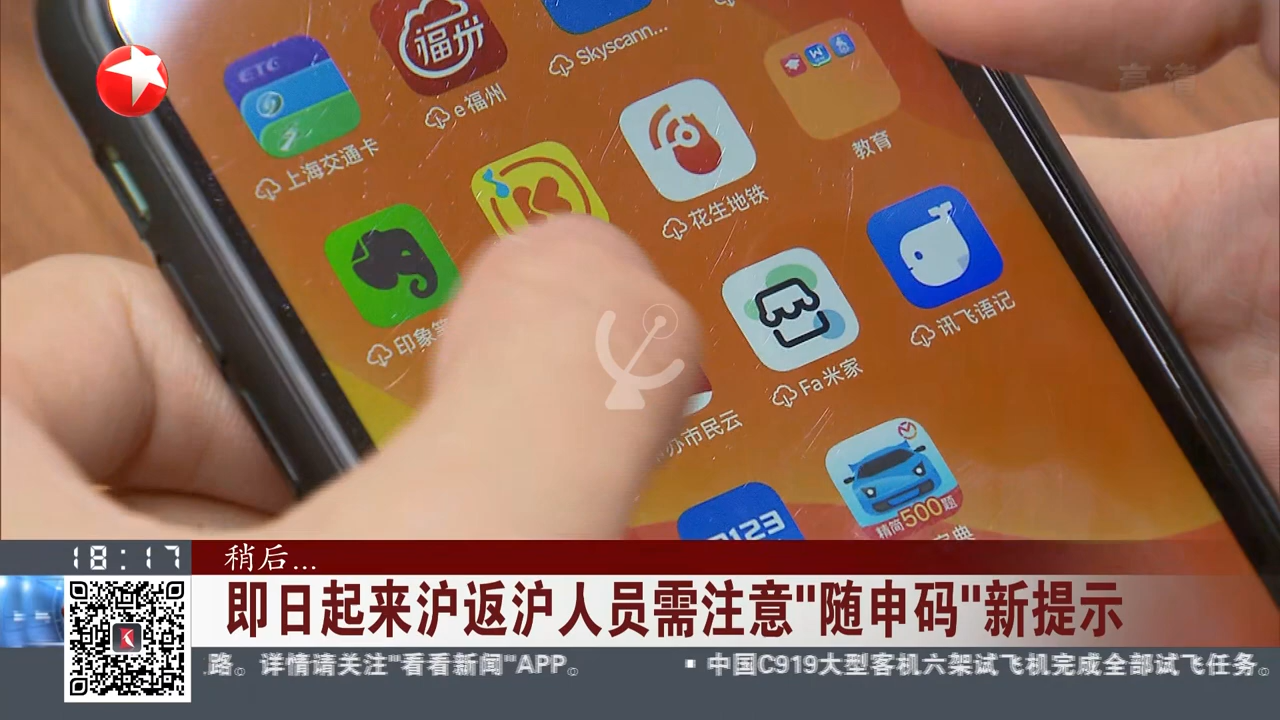 福州
Skyscann...
ETC
e福州
高清
上海交通卡
教育
花生地铁
印象
讯飞语记
Fa米家
市民云
精简500题
18:17
稍后...
即日起来沪返沪人员需注意"随申码"新提示
路。详情请关注"看看新闻"APP。
▪ 中国C919大型客机六架试飞机完成全部试飞任务。